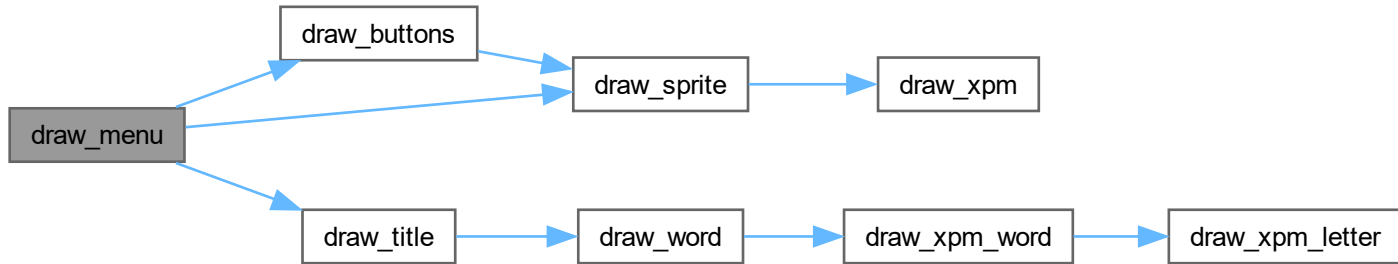 draw_menu
draw_buttons
draw_sprite
draw_xpm
draw_title
draw_word
draw_xpm_word
draw_xpm_letter